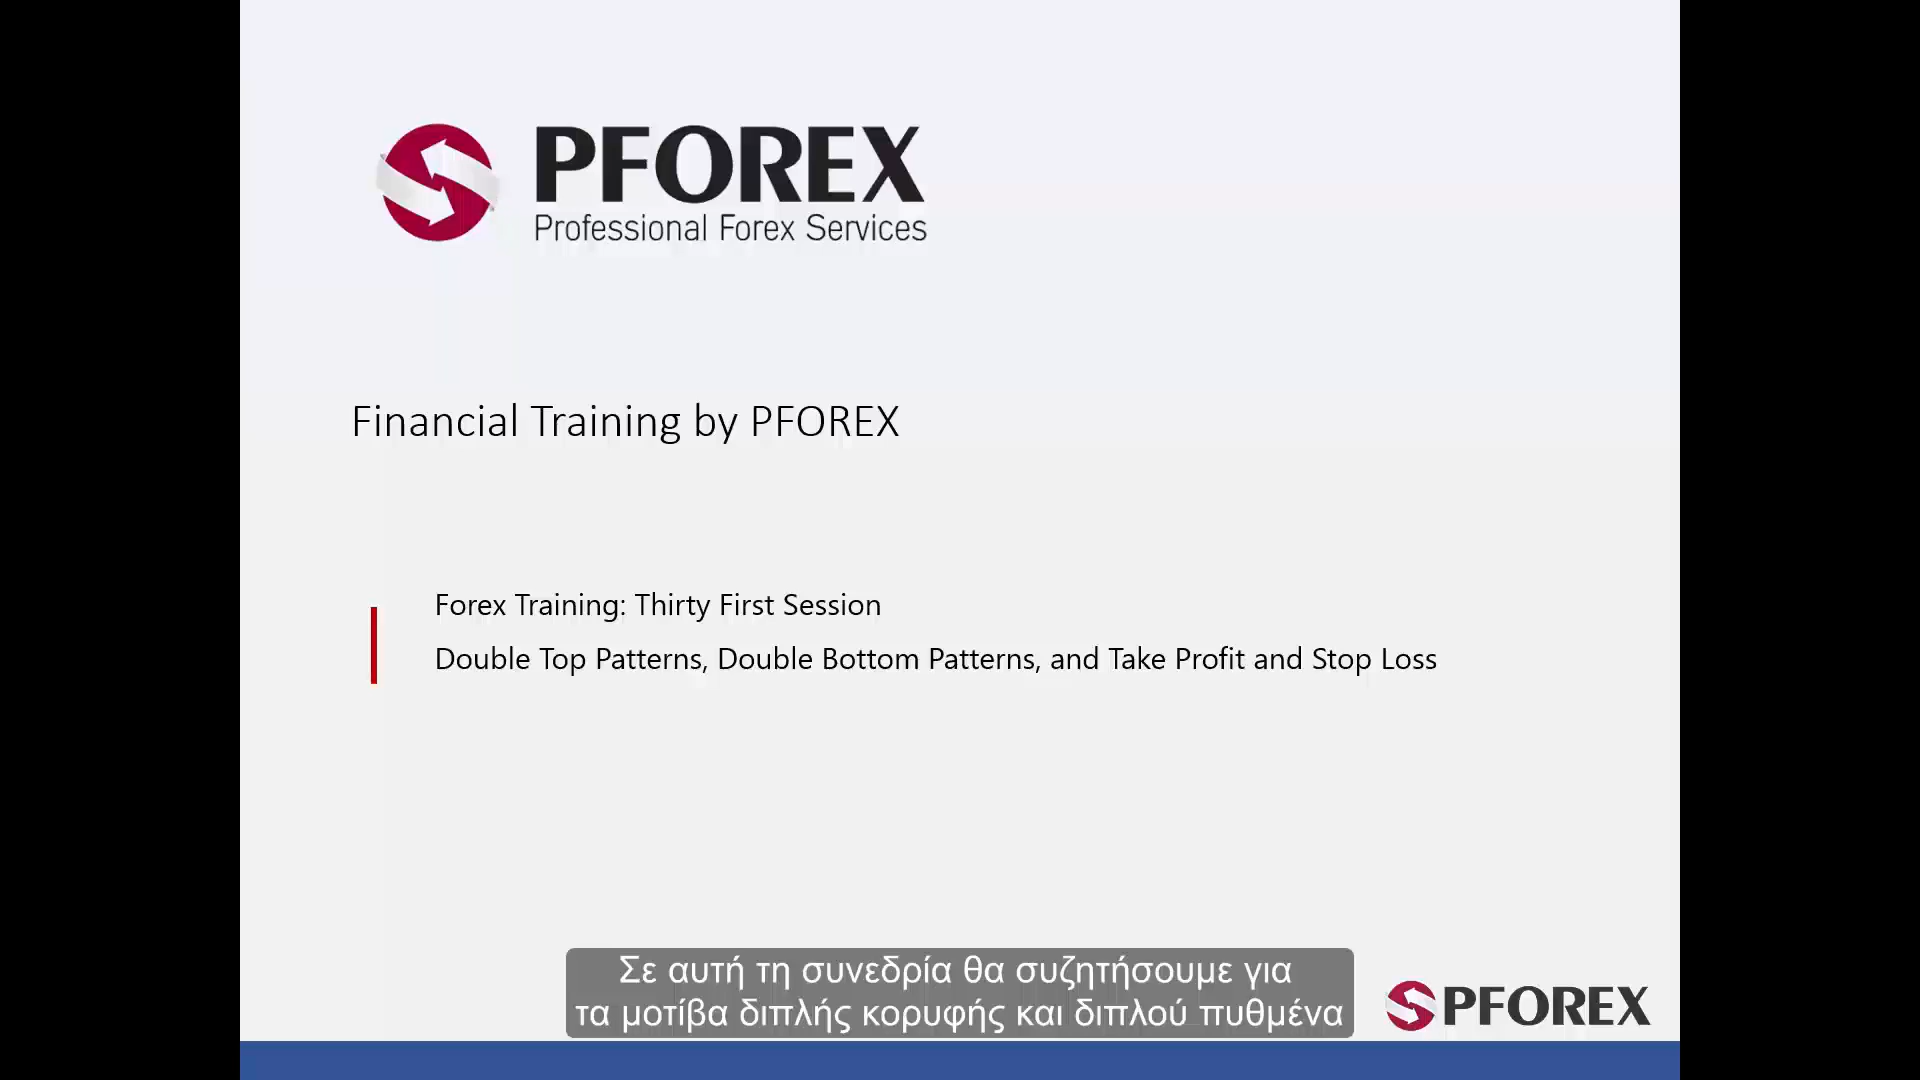 PFOREX
Professional Forex Services
Financial Training by PFOREX
Forex Training: Thirty First Session
Double Top Patterns, Double Bottom Patterns, and Take Profit and Stop Loss
Σε αυτή τη συνεδρία θα συζητήσουμε για
τα μοτίβα διπλής κορυφής και διπλού πυθμένα
PFOREX